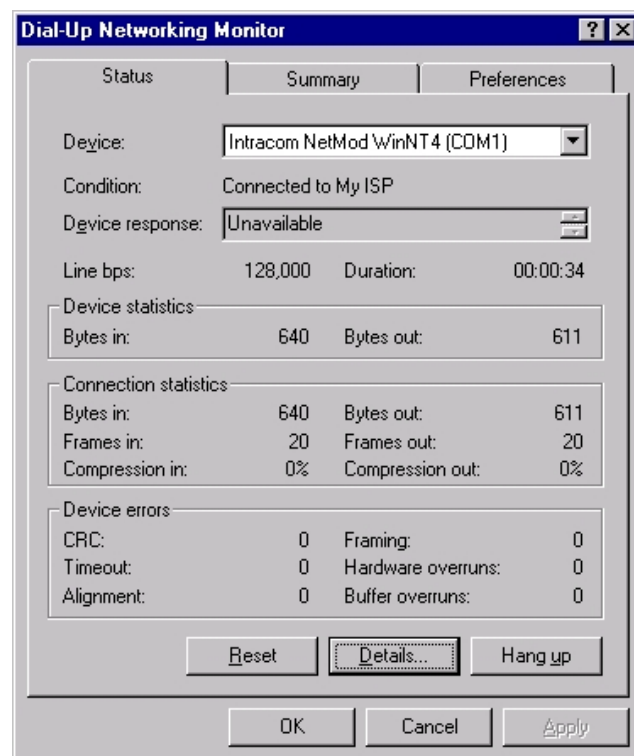 Dial-Up Networking Monitor
Status Summary Preferences
Device: Intracom NetMod WinNT4 (COM1)
Condition: Connected to My ISP
Device response: Unavailable
Line bps: 128,000 Duration: 00:00:34
Device statistics
Bytes in: 640 Bytes out: 611
Connection statistics
Bytes in: 640 Bytes out: 611
Frames in: 20 Frames out: 20
Compression in: 0% Compression out: 0%
Device errors
CRC: 0 Framing: 0
Timeout: 0 Hardware overruns: 0
Alignment: 0 Buffer overruns: 0
Reset Details... Hang up
OK Cancel Apply